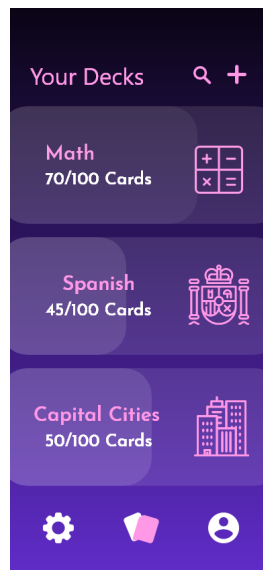 Your Decks
Math
70/100 Cards
Spanish
45/100 Cards
Capital Cities
50/100 Cards